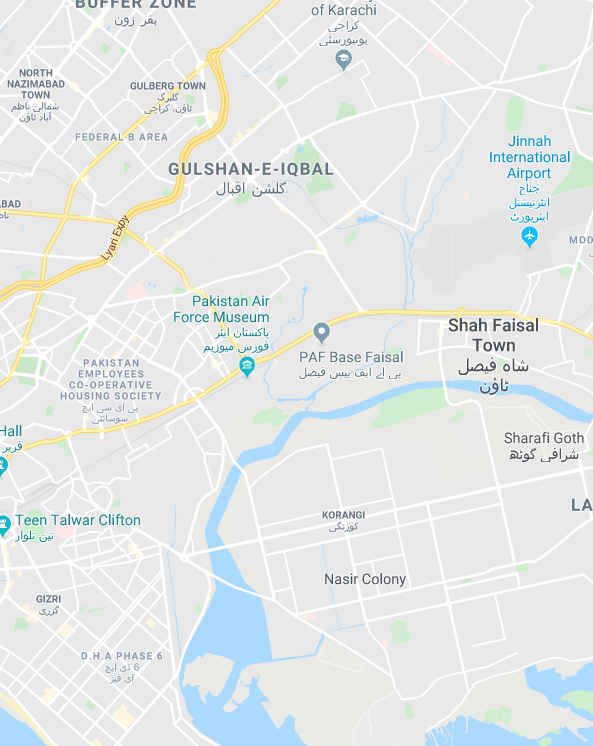 BUFFER ZONE
بفر زون
of Karachi
کراچی
یونیورسٹی
NORTH
NAZIMABAD
TOWN
شمالی ناظم
آباد ٹاؤن
GULBERG TOWN
گلبرگ
ٹاؤن، کراچی
FEDERAL B AREA
Jinnah
International
Airport
جناح
انٹرنیشنل
ایئرپورٹ
GULSHAN-E-IQBAL
گلشن اقبال
ABAD
MOD
Lyari Expy
Pakistan Air
Force Museum
پاکستان ایئر
فورس میوزیم
PAF Base Faisal
پی اے ایف بیس فیصل
Shah Faisal
Town
شاہ فیصل
ٹاؤن
PAKISTAN
EMPLOYEES
CO-OPERATIVE
HOUSING SOCIETY
پی ای سی ایچ
سوسائٹی
Hall
فریر
Sharafi Goth
شرافی گوٹھ
LA
KORANGI
کورنگی
Teen Talwar Clifton
تین تلوار
Nasir Colony
GIZRI
گزری
D.H.A PHASE 6
6 ڈی ایچ
اے فیز